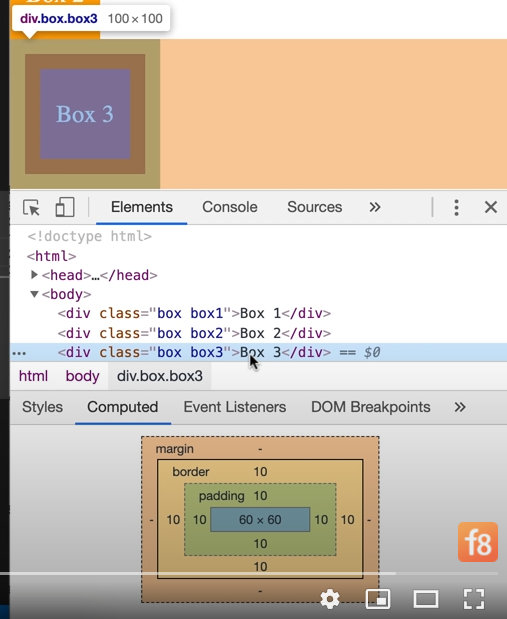 Box 2
div.box.box3 100 × 100
Box 3
Elements Console Sources »
<!doctype html>
<html>
<head>…</head>
<body>
<div class="box box1">Box 1</div>
<div class="box box2">Box 2</div>
… <div class="box box3">Box 3</div> == $0
html body div.box.box3
Styles Computed Event Listeners DOM Breakpoints »
margin -
border 10
padding 10
- 10 10 60 × 60 10 10 -
10
10
-
f8